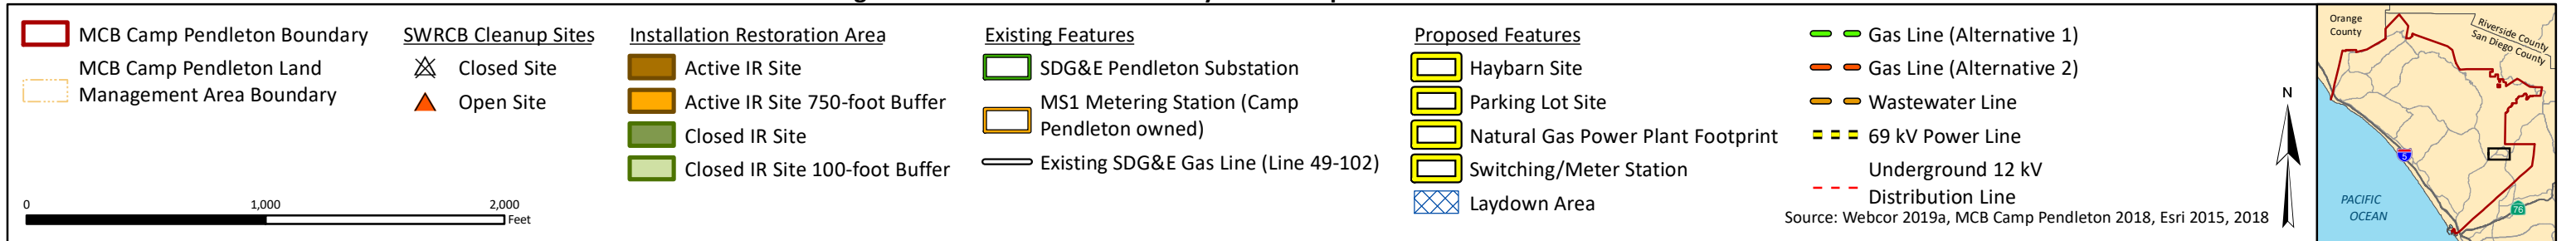 MCB Camp Pendleton Boundary
MCB Camp Pendleton Land
Management Area Boundary
0 1,000 2,000
Feet
SWRCB Cleanup Sites
Closed Site
Open Site
Installation Restoration Area
Active IR Site
Active IR Site 750-foot Buffer
Closed IR Site
Closed IR Site 100-foot Buffer
Existing Features
SDG&E Pendleton Substation
MS1 Metering Station (Camp
Pendleton owned)
Existing SDG&E Gas Line (Line 49-102)
Proposed Features
Haybarn Site
Parking Lot Site
Natural Gas Power Plant Footprint
Switching/Meter Station
Laydown Area
Gas Line (Alternative 1)
Gas Line (Alternative 2)
Wastewater Line
69 kV Power Line
Underground 12 kV
Distribution Line
Source: Webcor 2019a, MCB Camp Pendleton 2018, Esri 2015, 2018
N
Orange
County
Riverside County
San Diego County
5
76
PACIFIC
OCEAN